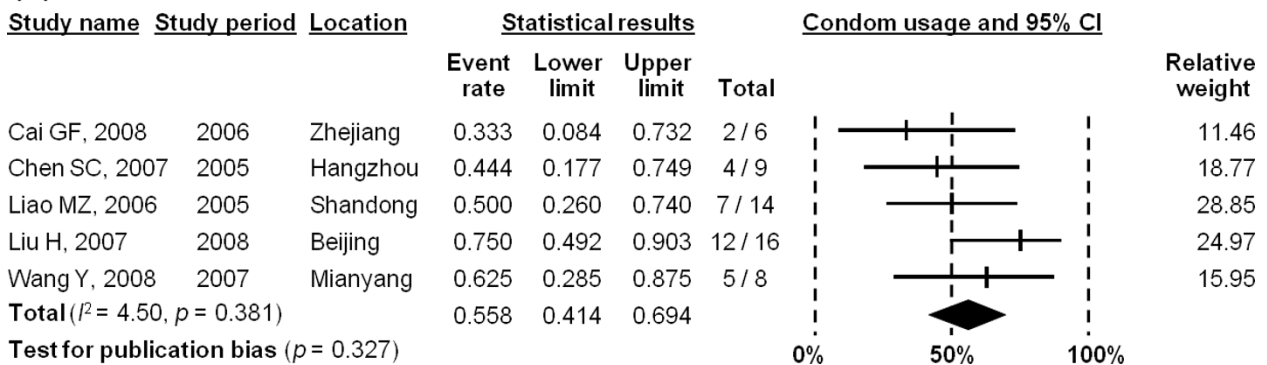 Study name Study period Location Statistical results Condom usage and 95% CI
Event rate Lower limit Upper limit Total Relative weight
Cai GF, 2008 2006 Zhejiang 0.333 0.084 0.732 2 / 6 11.46
Chen SC, 2007 2005 Hangzhou 0.444 0.177 0.749 4 / 9 18.77
Liao MZ, 2006 2005 Shandong 0.500 0.260 0.740 7 / 14 28.85
Liu H, 2007 2008 Beijing 0.750 0.492 0.903 12 / 16 24.97
Wang Y, 2008 2007 Mianyang 0.625 0.285 0.875 5 / 8 15.95
Total (I² = 4.50, p = 0.381) 0.558 0.414 0.694
Test for publication bias (p = 0.327) 0% 50% 100%